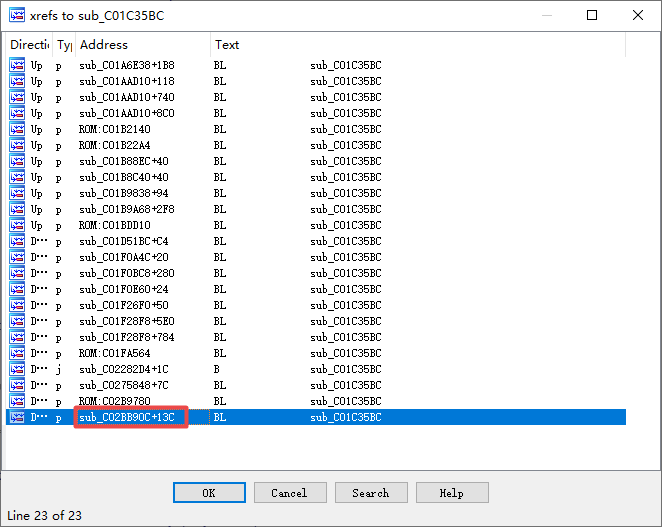 xrefs to sub_C01C35BC
Directi Ty Address Text
Up p sub_C01A6E38+1B8 BL sub_C01C35BC
Up p sub_C01AAD10+118 BL sub_C01C35BC
Up p sub_C01AAD10+740 BL sub_C01C35BC
Up p sub_C01AAD10+8C0 BL sub_C01C35BC
Up p ROM:C01B2140 BL sub_C01C35BC
Up p ROM:C01B22A4 BL sub_C01C35BC
Up p sub_C01B88EC+40 BL sub_C01C35BC
Up p sub_C01B8C40+40 BL sub_C01C35BC
Up p sub_C01B9838+94 BL sub_C01C35BC
Up p sub_C01B9A68+2F8 BL sub_C01C35BC
Up p ROM:C01BDD10 BL sub_C01C35BC
D… p sub_C01D51BC+C4 BL sub_C01C35BC
D… p sub_C01F0A4C+20 BL sub_C01C35BC
D… p sub_C01F0BC8+280 BL sub_C01C35BC
D… p sub_C01F0E60+24 BL sub_C01C35BC
D… p sub_C01F26F0+50 BL sub_C01C35BC
D… p sub_C01F28F8+5E0 BL sub_C01C35BC
D… p sub_C01F28F8+784 BL sub_C01C35BC
D… p ROM:C01FA564 BL sub_C01C35BC
D… j sub_C02282D4+1C B sub_C01C35BC
D… p sub_C0275848+7C BL sub_C01C35BC
D… p ROM:C02B9780 BL sub_C01C35BC
D… p sub_C02BB90C+13C BL sub_C01C35BC
OK Cancel Search Help
Line 23 of 23